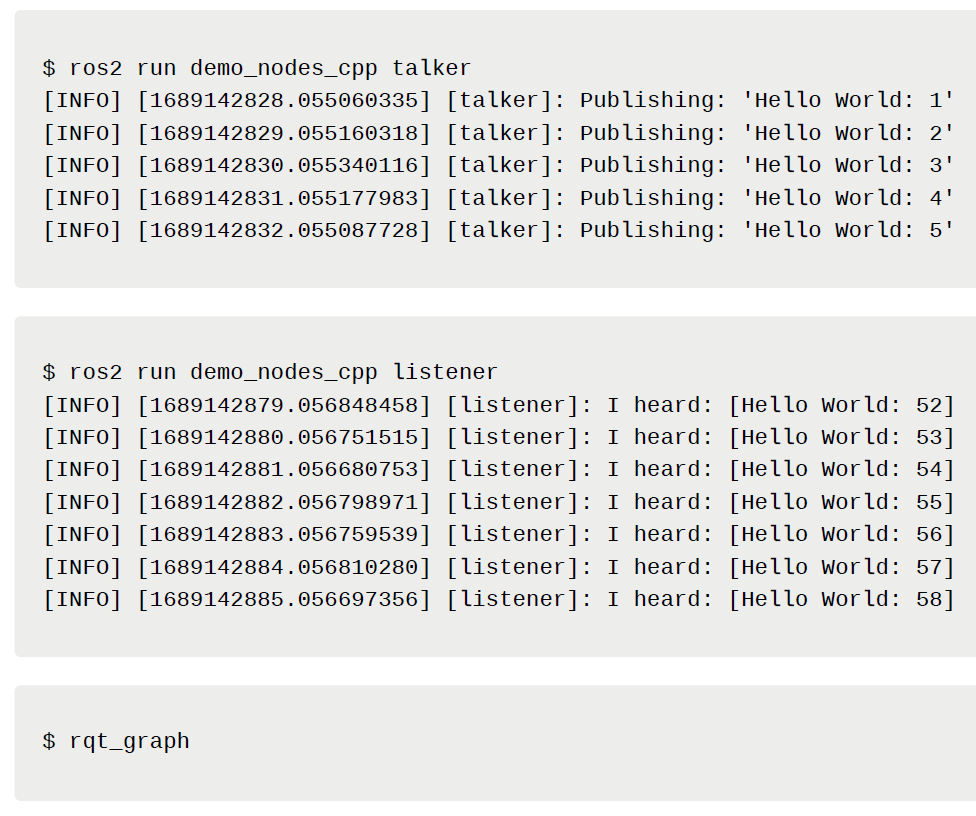 $ ros2 run demo_nodes_cpp talker
[INFO] [1689142828.055060335] [talker]: Publishing: 'Hello World: 1'
[INFO] [1689142829.055160318] [talker]: Publishing: 'Hello World: 2'
[INFO] [1689142830.055340116] [talker]: Publishing: 'Hello World: 3'
[INFO] [1689142831.055177983] [talker]: Publishing: 'Hello World: 4'
[INFO] [1689142832.055087728] [talker]: Publishing: 'Hello World: 5'
$ ros2 run demo_nodes_cpp listener
[INFO] [1689142879.056848458] [listener]: I heard: [Hello World: 52]
[INFO] [1689142880.056751515] [listener]: I heard: [Hello World: 53]
[INFO] [1689142881.056680753] [listener]: I heard: [Hello World: 54]
[INFO] [1689142882.056798971] [listener]: I heard: [Hello World: 55]
[INFO] [1689142883.056759539] [listener]: I heard: [Hello World: 56]
[INFO] [1689142884.056810280] [listener]: I heard: [Hello World: 57]
[INFO] [1689142885.056697356] [listener]: I heard: [Hello World: 58]
$ rqt_graph